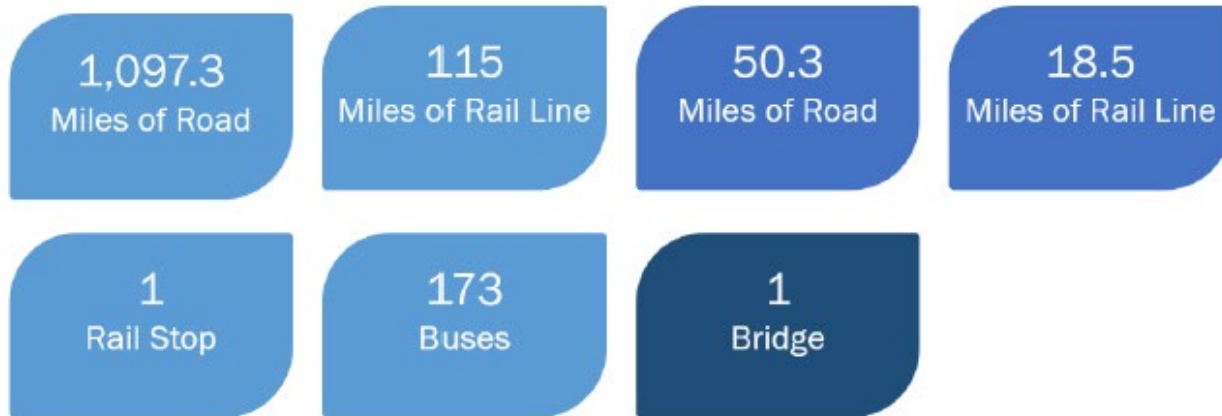 1,097.3
Miles of Road
115
Miles of Rail Line
50.3
Miles of Road
18.5
Miles of Rail Line
1
Rail Stop
173
Buses
1
Bridge